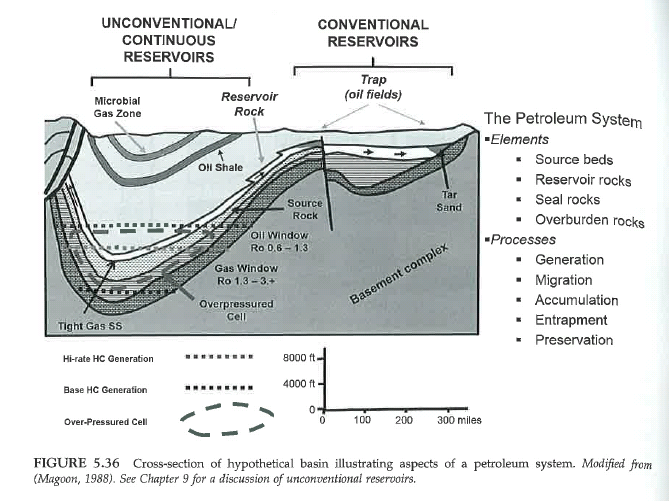 UNCONVENTIONAL/
CONTINUOUS
RESERVOIRS
CONVENTIONAL
RESERVOIRS
Trap
(oil fields)
Microbial
Gas Zone
Reservoir
Rock
Oil Shale
Source
Rock
Tar
Sand
Oil Window
Ro 0.6 – 1.3
Gas Window
Ro 1.3 – 3.+
Overpressured
Cell
Basement complex
Tight Gas SS
The Petroleum System
▪Elements
▪ Source beds
▪ Reservoir rocks
▪ Seal rocks
▪ Overburden rocks
▪Processes
▪ Generation
▪ Migration
▪ Accumulation
▪ Entrapment
▪ Preservation
Hi-rate HC Generation
Base HC Generation
Over-Pressured Cell
8000 ft
4000 ft
0
0 100 200 300 miles
FIGURE 5.36 Cross-section of hypothetical basin illustrating aspects of a petroleum system. Modified from
(Magoon, 1988). See Chapter 9 for a discussion of unconventional reservoirs.